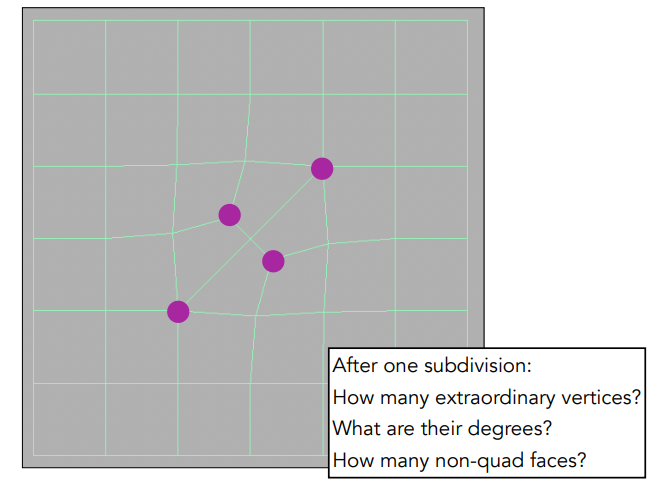 After one subdivision:
How many extraordinary vertices?
What are their degrees?
How many non-quad faces?